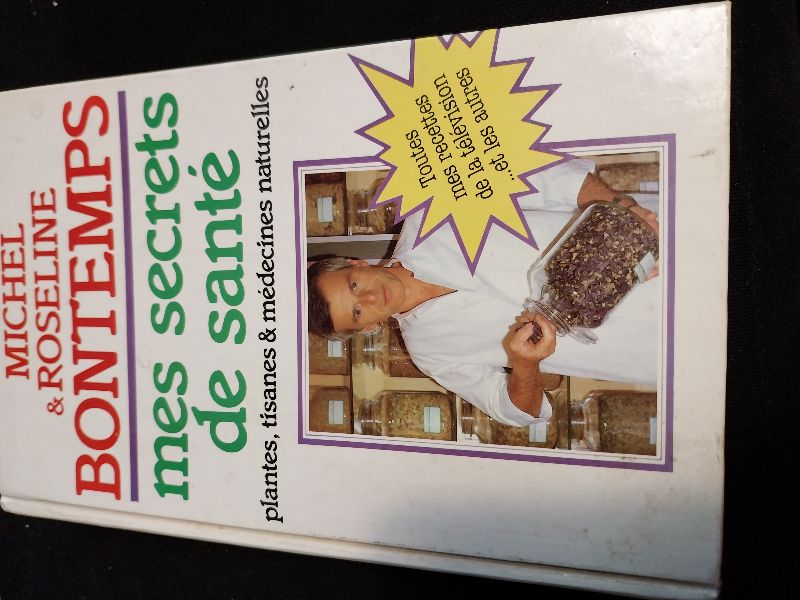 MICHEL
& ROSELINE
BONTEMPS
mes secrets
de santé
plantes, tisanes & médecines naturelles
Toutes
mes recettes
de la télévision
...et les autres